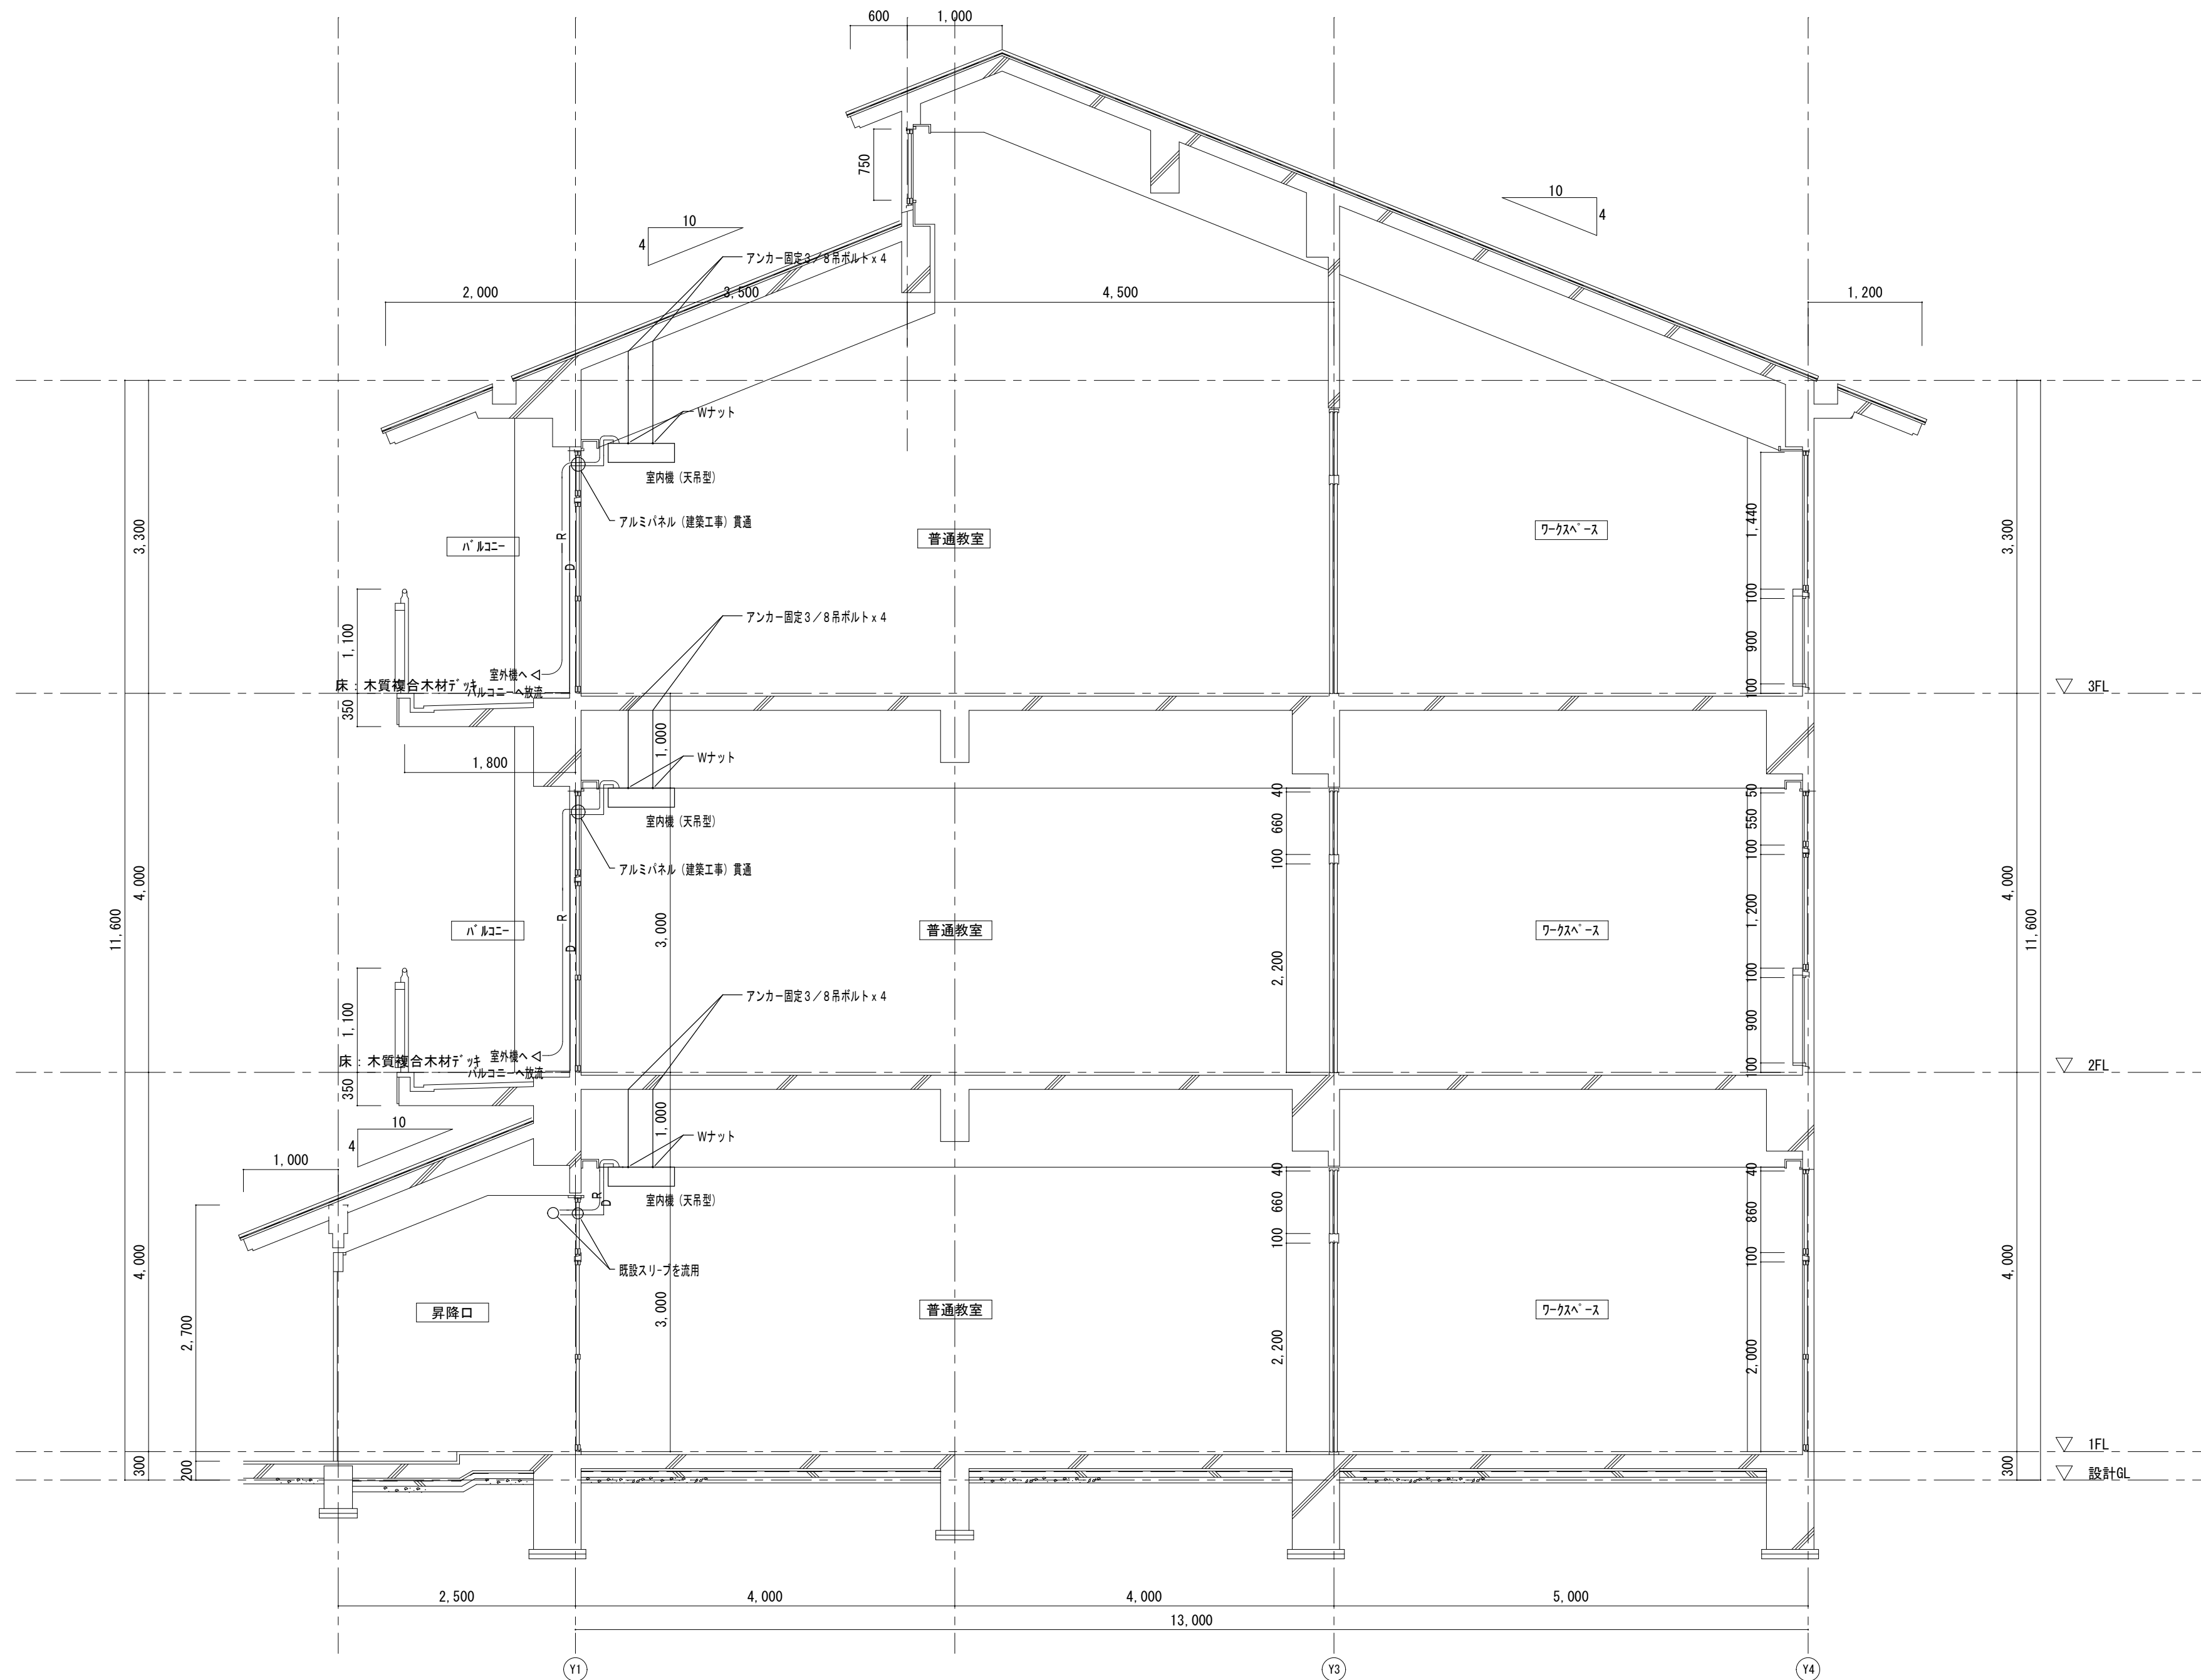 600
1,000
750
10
4
10
4
アンカー固定3／8吊ボルトx4
2,000
3,500
4,500
1,200
Wナット
室内機（天吊型）
アルミパネル（建築工事）貫通
3,300
バルコニー
R
D
普通教室
ワークスペース
1,440
100
900
100
3,300
1,100
アンカー固定3／8吊ボルトx4
室外機へ
床：木質複合木材デッキ
バルコニーへ放流
350
3FL
1,000
Wナット
1,800
室内機（天吊型）
アルミパネル（建築工事）貫通
40
660
100
2,200
50
550
100
1,200
100
900
100
4,000
11,600
バルコニー
R
D
3,000
普通教室
ワークスペース
4,000
11,600
1,100
アンカー固定3／8吊ボルトx4
床：木質複合木材デッキ
室外機へ
バルコニーへ放流
350
2FL
10
4
1,000
1,000
Wナット
室内機（天吊型）
R
D
既設スリーブを流用
40
660
100
2,200
40
860
100
2,000
4,000
2,700
昇降口
3,000
普通教室
ワークスペース
4,000
300
200
300
1FL
設計GL
2,500
4,000
4,000
5,000
13,000
Y1
Y3
Y4